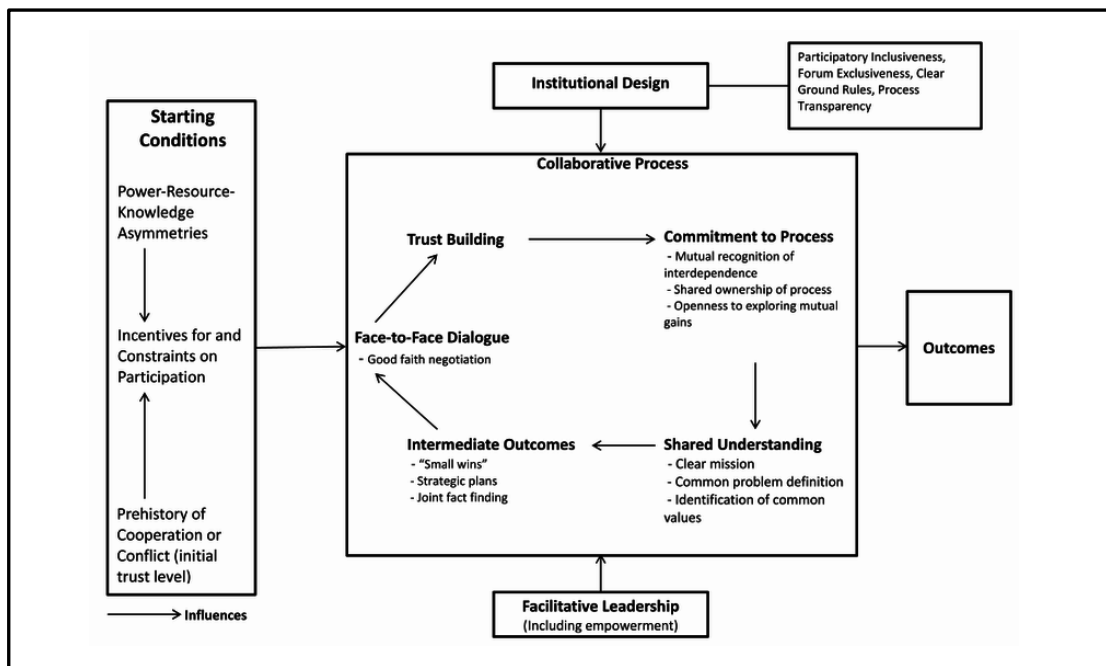 Participatory Inclusiveness,
Forum Exclusiveness, Clear
Ground Rules, Process
Transparency
Institutional Design
Starting
Conditions
Power-Resource-
Knowledge
Asymmetries
Incentives for and
Constraints on
Participation
Prehistory of
Cooperation or
Conflict (initial
trust level)
Influences
Collaborative Process
Trust Building
Commitment to Process
- Mutual recognition of
interdependence
- Shared ownership of process
- Openness to exploring mutual
gains
Face-to-Face Dialogue
- Good faith negotiation
Intermediate Outcomes
- “Small wins”
- Strategic plans
- Joint fact finding
Shared Understanding
- Clear mission
- Common problem definition
- Identification of common
values
Outcomes
Facilitative Leadership
(Including empowerment)